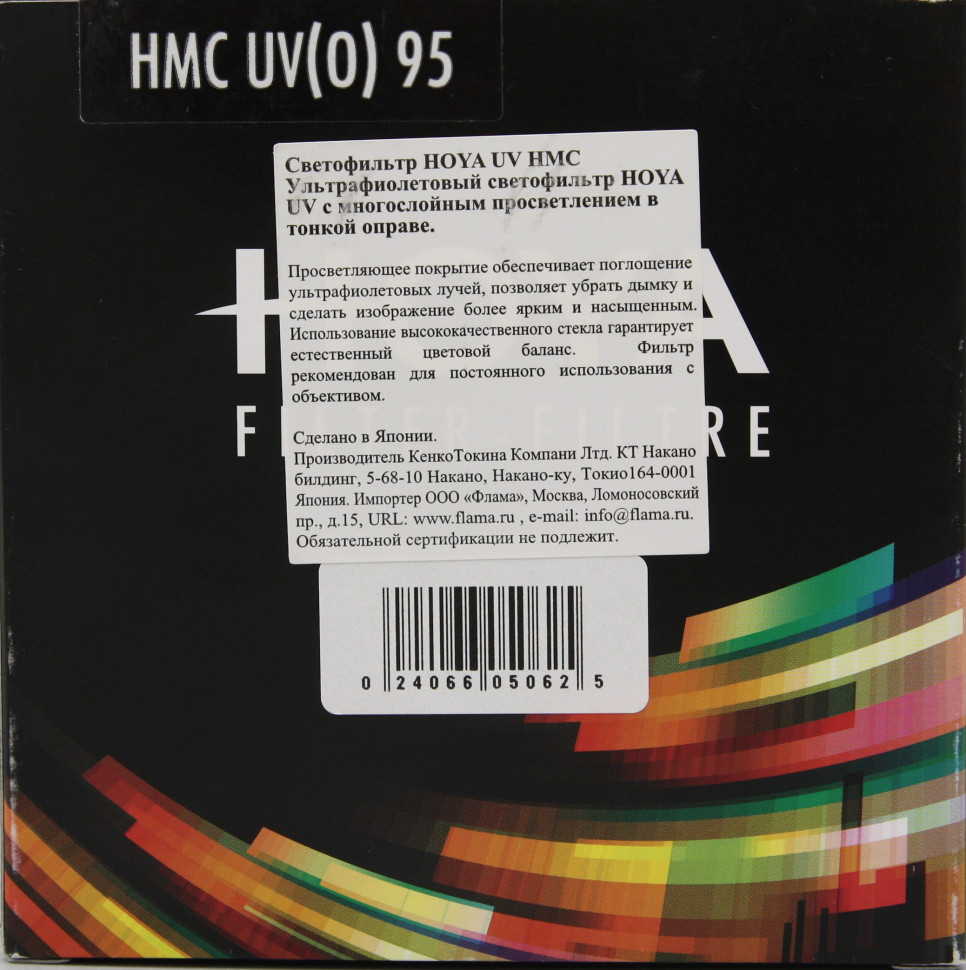 HMC UV(0) 95
Светофильтр HOYA UV HMC
Ультрафиолетовый светофильтр HOYA
UV с многослойным просветлением в
тонкой оправе.
Просветляющее покрытие обеспечивает поглощение
ультрафиолетовых лучей, позволяет убрать дымку и
сделать изображение более ярким и насыщенным.
Использование высококачественного стекла гарантирует
естественный цветовой баланс. Фильтр
рекомендован для постоянного использования с
объективом.
Сделано в Японии.
Производитель КенкоТокина Компани Лтд. КТ Накано
билдинг, 5-68-10 Накано, Накано-ку, Токио164-0001
Япония. Импортер ООО «Флама», Москва, Ломоносовский
пр., д.15, URL: www.flama.ru , e-mail: info@flama.ru.
Обязательной сертификации не подлежит.
HOYA
FILTER-FILTRE
0 24066 05062 5